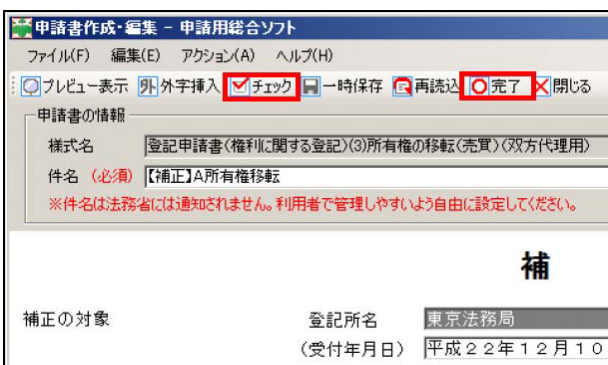 申請書作成・編集 - 申請用総合ソフト
ファイル(F) 編集(E) アクション(A) ヘルプ(H)
プレビュー表示 外 外字挿入 チェック 一時保存 再読込 完了 閉じる
申請書の情報
様式名 登記申請書(権利に関する登記)(3)所有権の移転(売買)(双方代理用)
件名 (必須) 【補正】A所有権移転
※件名は法務省には通知されません。利用者で管理しやすいよう自由に設定してください。
補
補正の対象 登記所名 東京法務局
(受付年月日) 平成22年12月10